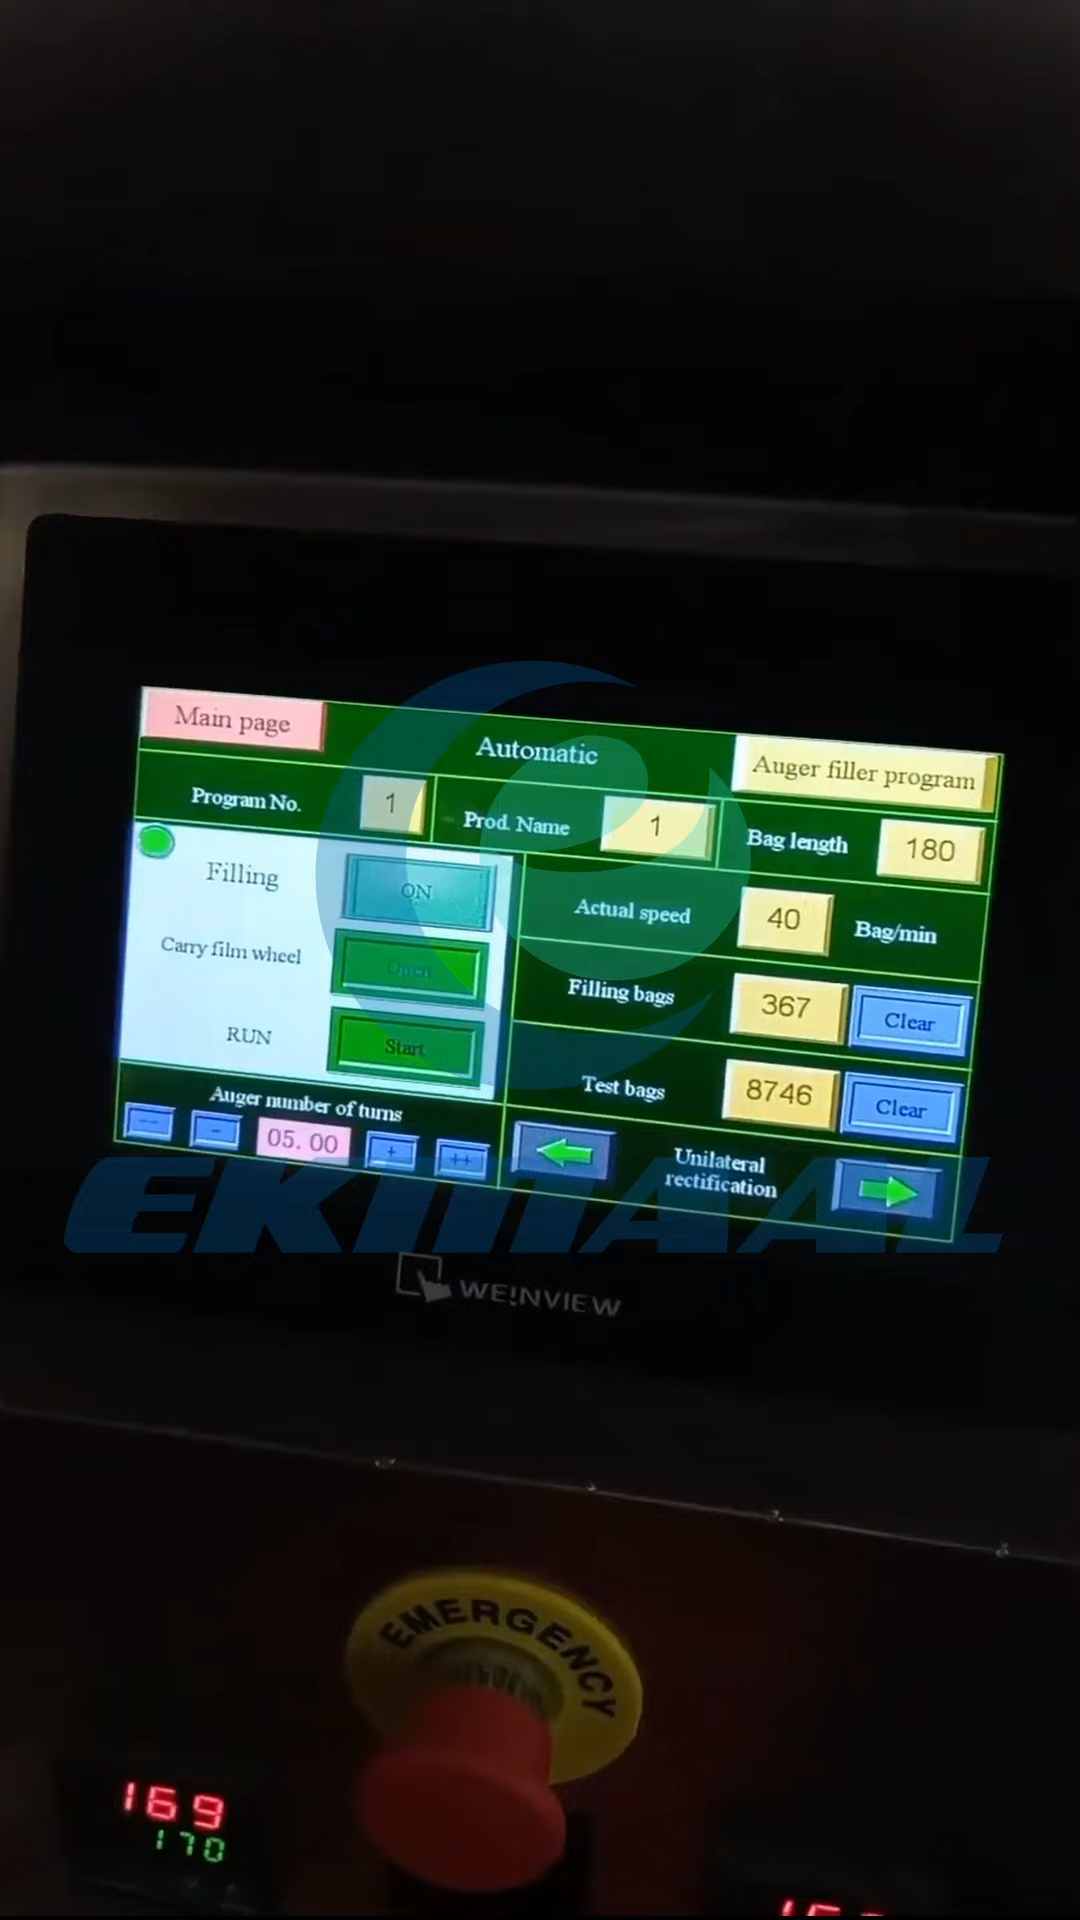 Main page
Automatic
Auger filler program
Program No.
1
Prod. Name
1
Bag length
180
Filling
ON
Actual speed
40
Bag/min
Carry film wheel
Open
Filling bags
367
Clear
RUN
Start
Test bags
8746
Clear
Auger number of turns
--
-
05.00
+
++
Unilateral
rectification
EKMAAL
WEINVIEW
EMERGENCY
169
170